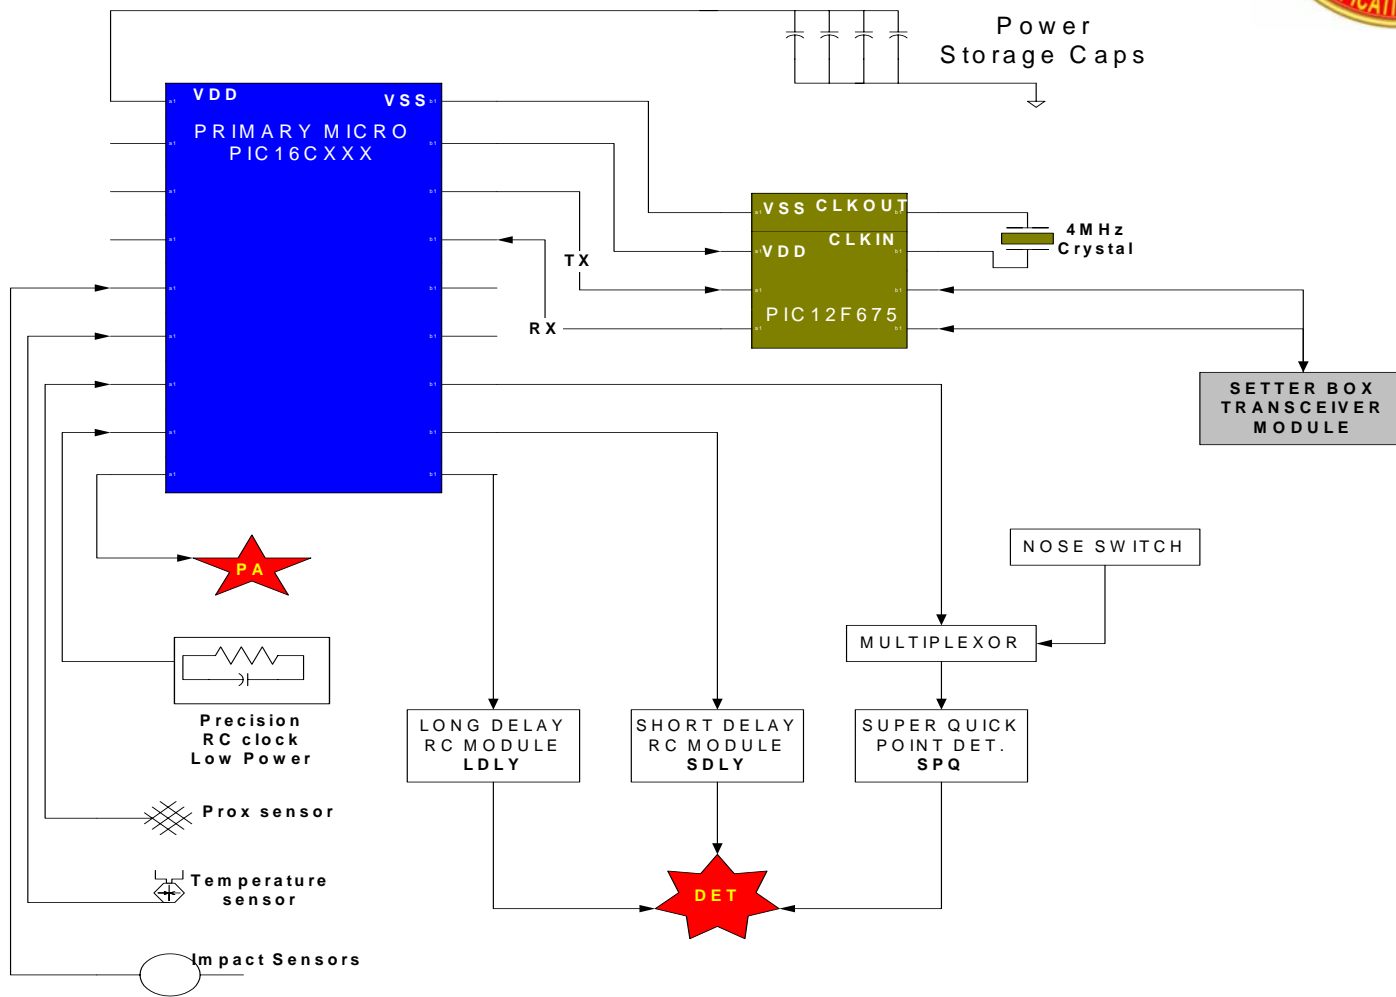 Power
Storage Caps
VDD
VSS
PRIMARY MICRO
PIC16CXXX
VSS
CLKOUT
CLKIN
VDD
PIC12F675
4MHz
Crystal
TX
RX
SETTER BOX
TRANSCEIVER
MODULE
NOSE SWITCH
PA
MULTIPLEXOR
Precision
RC clock
Low Power
LONG DELAY
RC MODULE
LDLY
SHORT DELAY
RC MODULE
SDLY
SUPER QUICK
POINT DET.
SPQ
Prox sensor
Temperature
sensor
DET
Impact Sensors